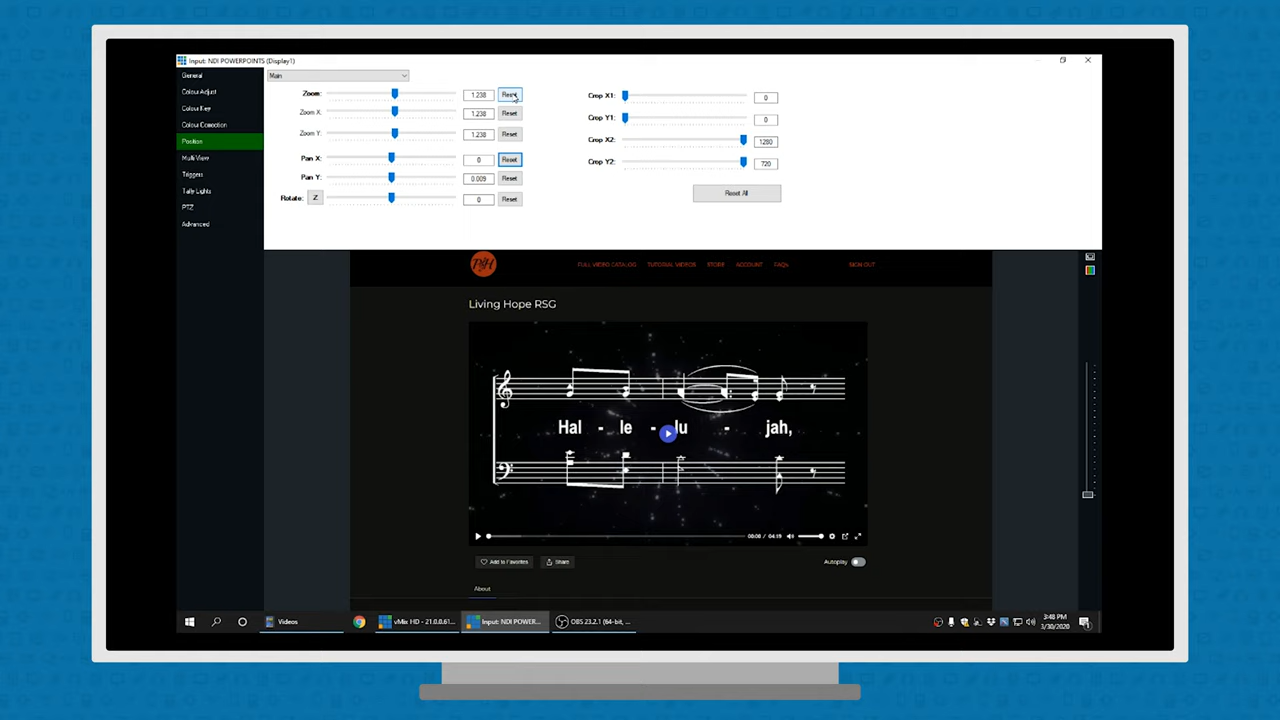 Input: NDI POWERPOINTS (Display1)
General
Colour Adjust
Colour Key
Colour Correction
Position
Multi View
Triggers
Tally Lights
PTZ
Advanced
Main
Zoom: 1.238 Reset
Zoom X: 1.238 Reset
Zoom Y: 1.238 Reset
Pan X: 0 Reset
Pan Y: 0.009 Reset
Rotate: Z 0 Reset
Crop X1: 0
Crop Y1: 0
Crop X2: 1280
Crop Y2: 720
Reset All
PSH FULL VIDEO CATALOG TUTORIAL VIDEOS STORE ACCOUNT FAQs SIGN OUT
Living Hope RSG
Hal - le - lu - jah,
00:08 / 04:19
Add to Favorites Share Autoplay
About
Videos vMix HD - 21.0.0.61... Input: NDI POWER... OBS 23.2.1 (64-bit, ...
3:48 PM
3/30/2020